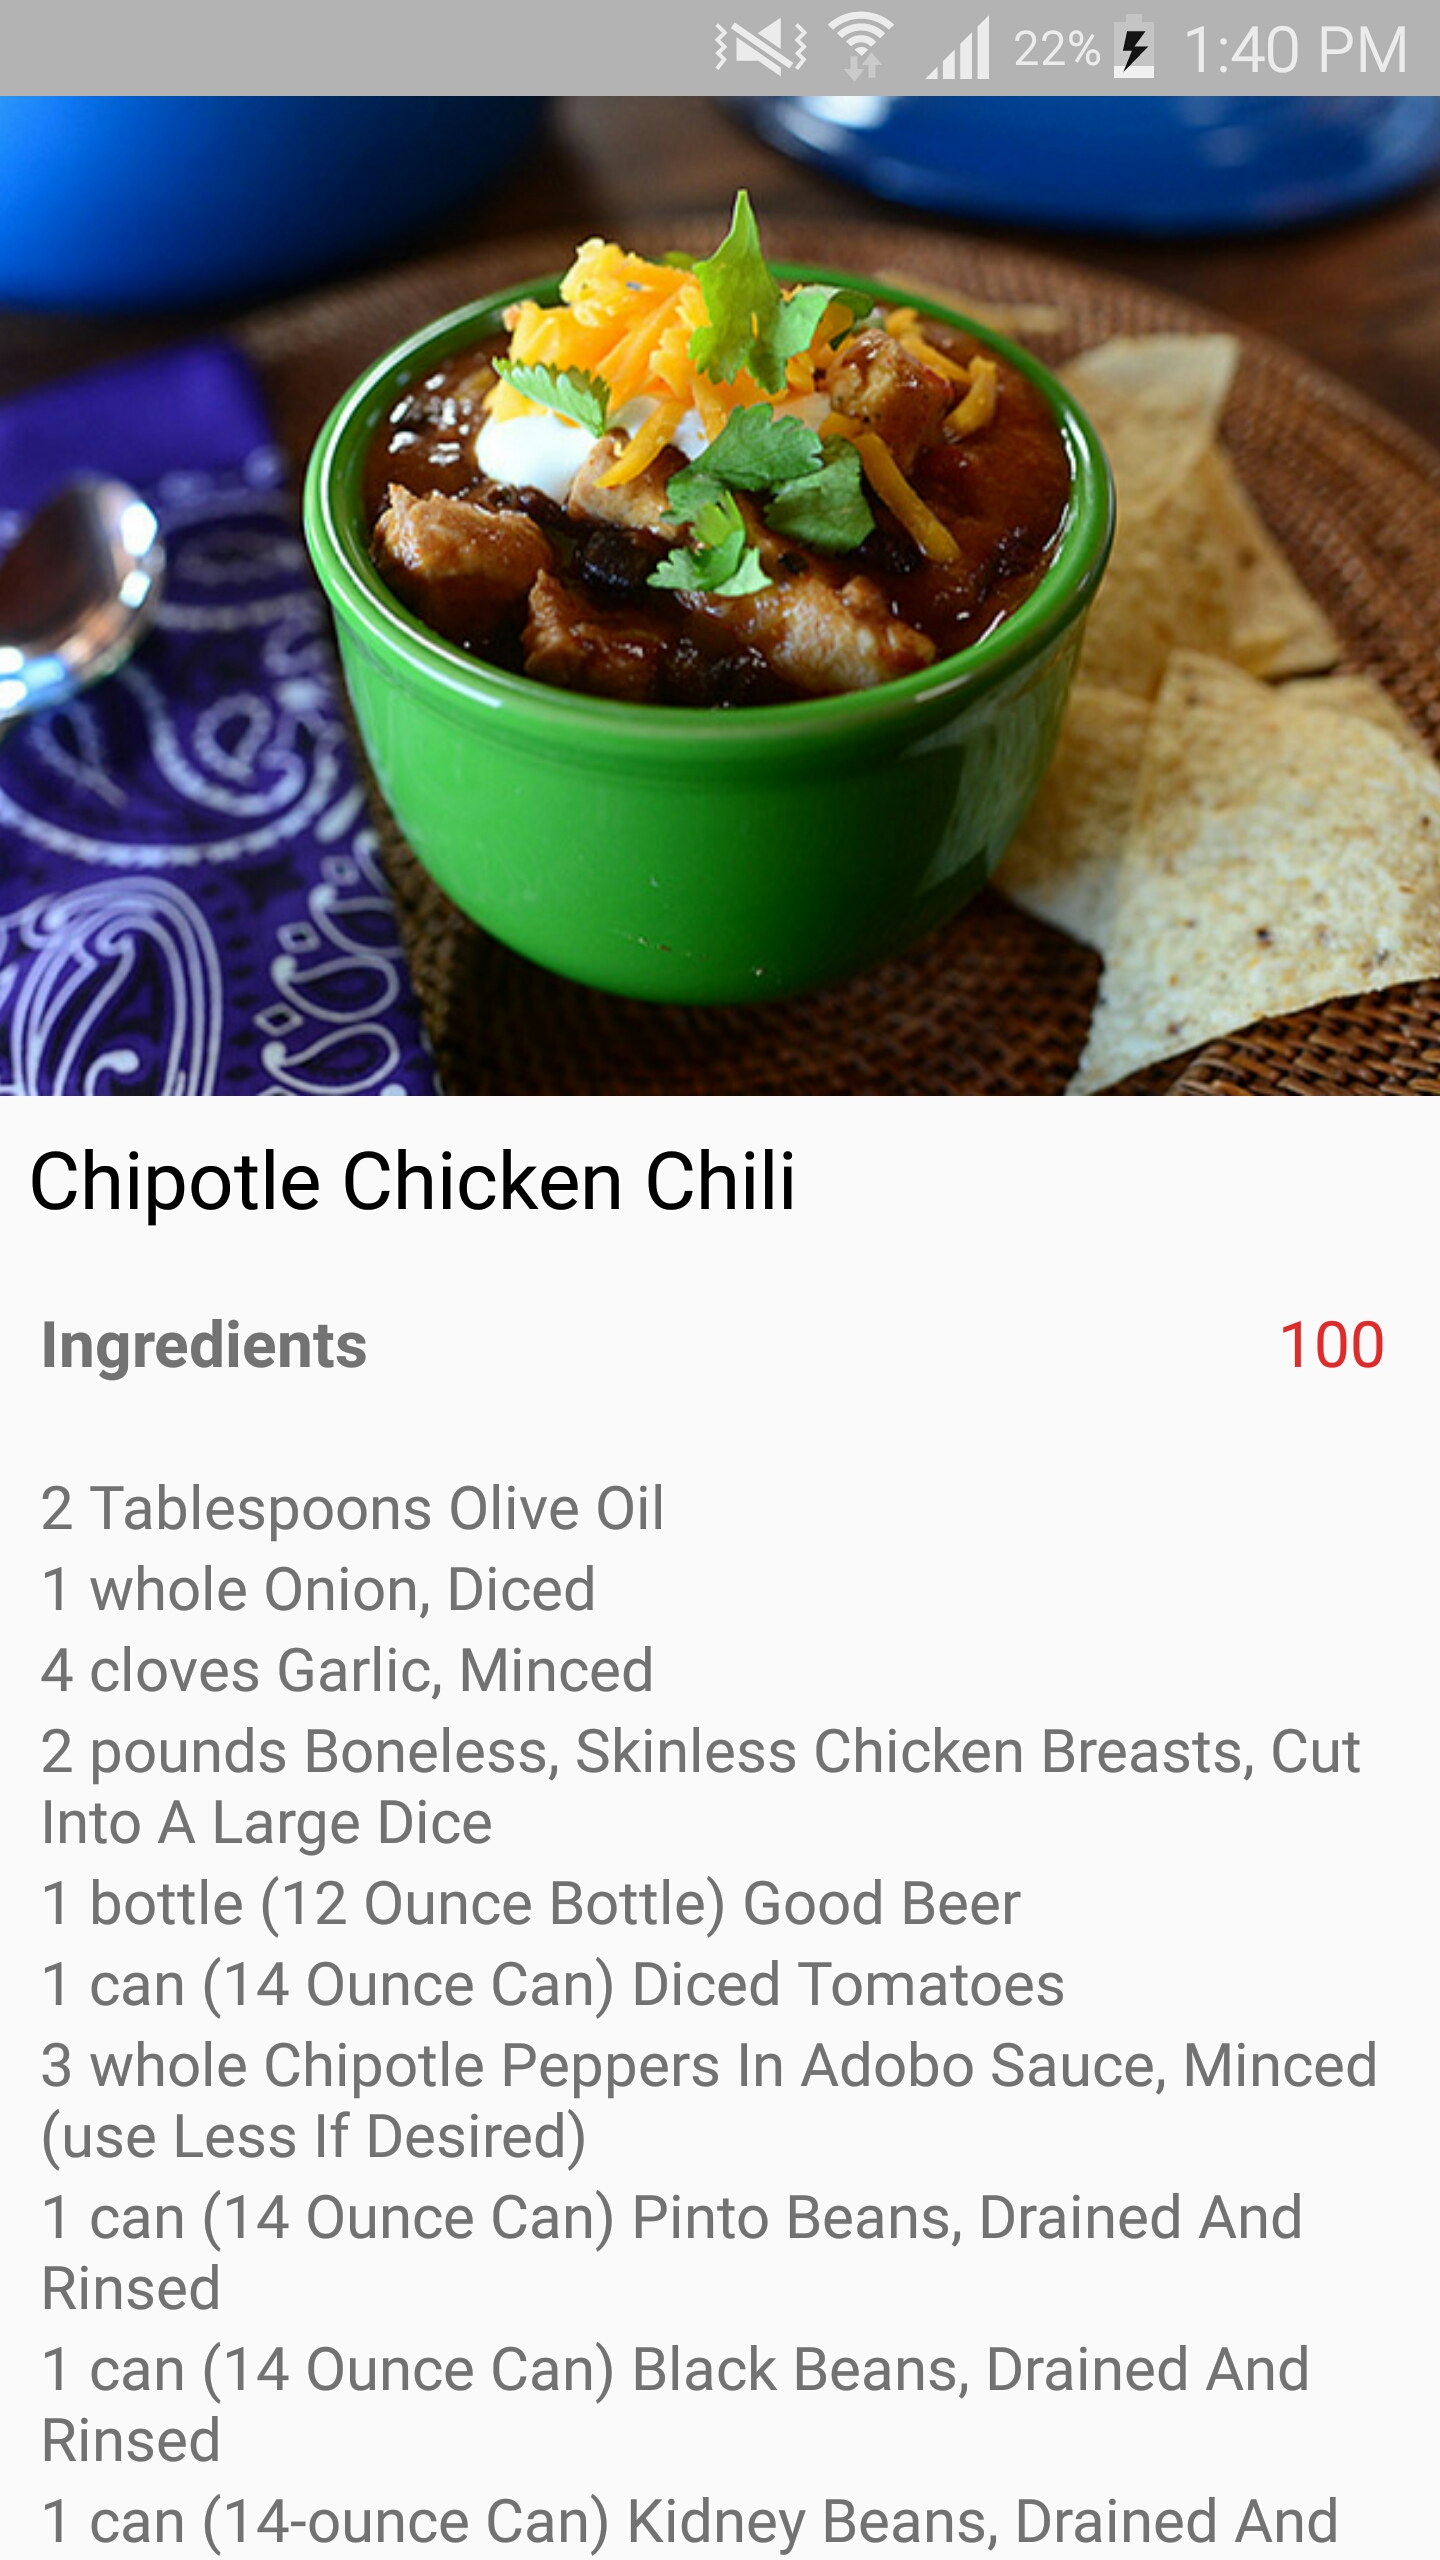 22% 1:40 PM
Chipotle Chicken Chili
Ingredients 100
2 Tablespoons Olive Oil
1 whole Onion, Diced
4 cloves Garlic, Minced
2 pounds Boneless, Skinless Chicken Breasts, Cut
Into A Large Dice
1 bottle (12 Ounce Bottle) Good Beer
1 can (14 Ounce Can) Diced Tomatoes
3 whole Chipotle Peppers In Adobo Sauce, Minced
(use Less If Desired)
1 can (14 Ounce Can) Pinto Beans, Drained And
Rinsed
1 can (14 Ounce Can) Black Beans, Drained And
Rinsed
1 can (14-ounce Can) Kidney Beans, Drained And